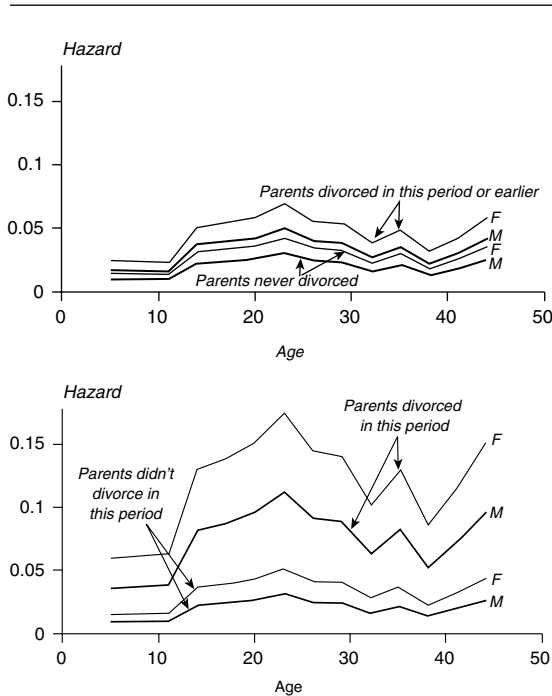 Hazard
0.15
0.1
0.05
0
Parents divorced in this period or earlier
F
M
F
M
Parents never divorced
0 10 20 30 40 50
Age
Hazard
0.15
0.1
0.05
0
Parents divorced
in this period
Parents didn't
divorce in
this period
F
M
F
M
0 10 20 30 40 50
Age